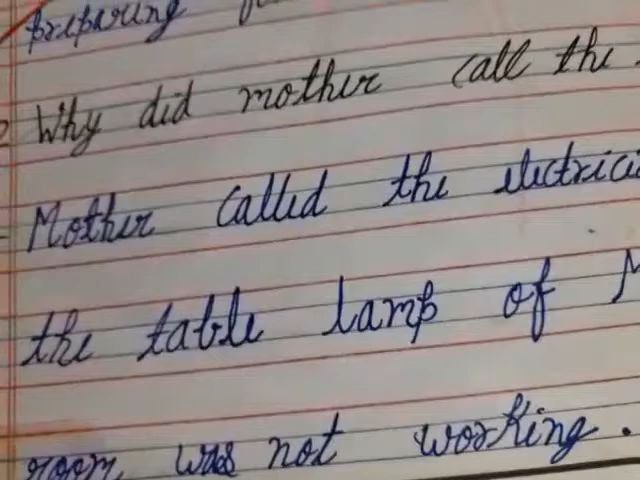 preparing
Why did mother call the
Mother called the
the table lamp of
room was not working.